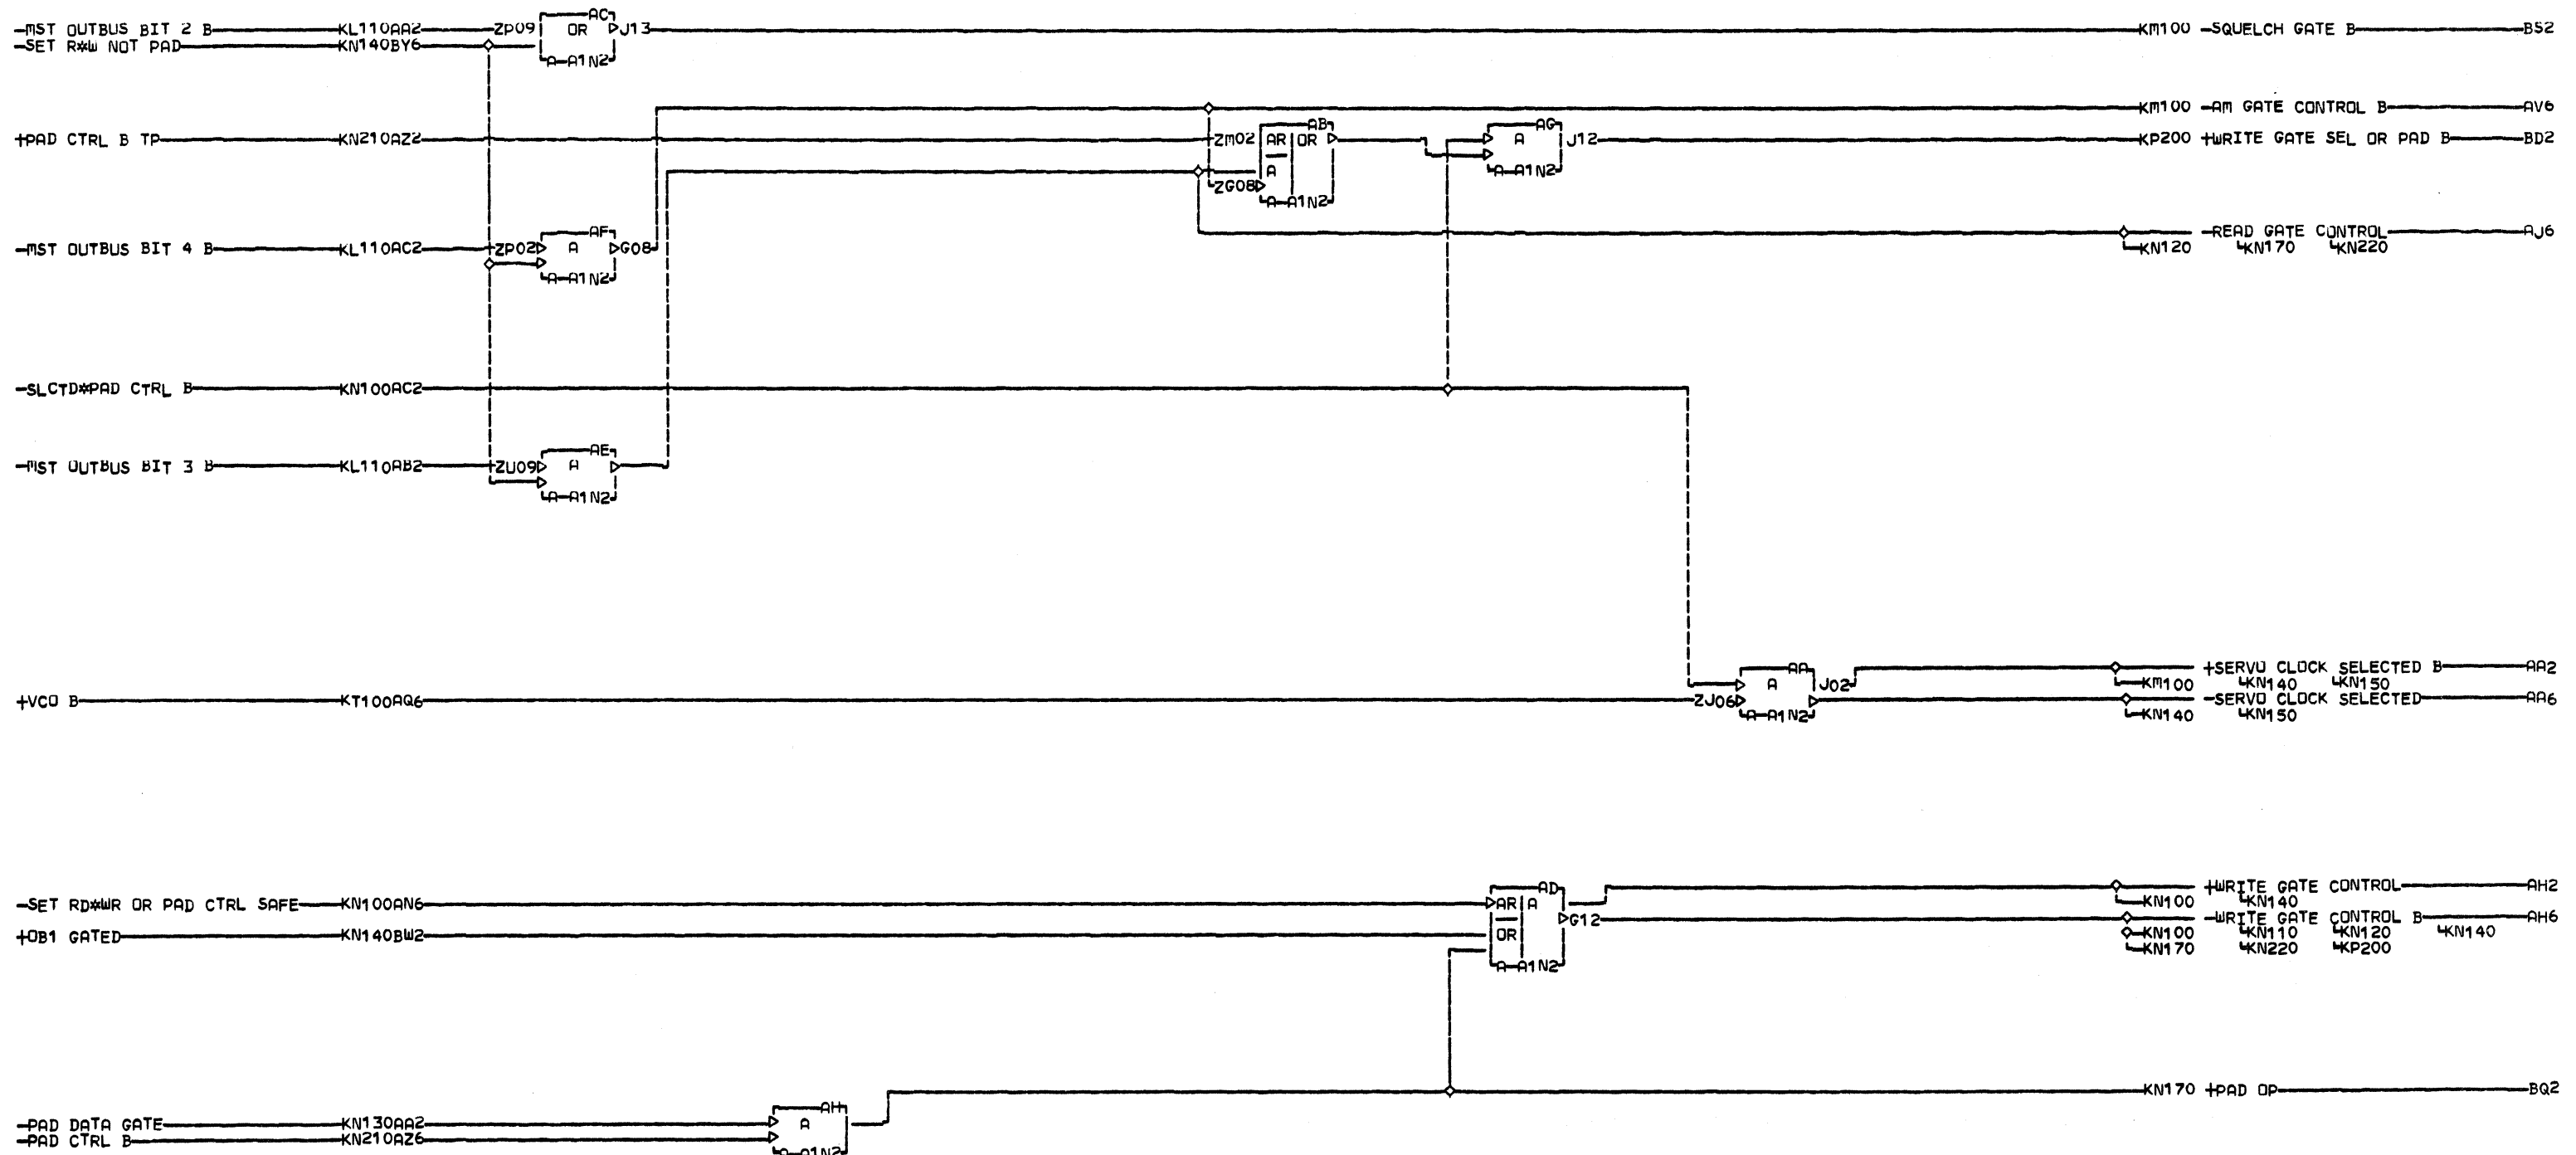 AC
-MST OUTBUS BIT 2 B KL110AA2 ZP09 OR J13 KM100 -SQUELCH GATE B BS2
-SET R*W NOT PAD KN140BY6
A-A1N2
KM100 -AM GATE CONTROL B AV6
AB AG
+PAD CTRL B TP KN210AZ2 ZM02 AR OR A J12 KP200 +WRITE GATE SEL OR PAD B BD2
A A-A1N2
ZG08
A-A1N2
AF -READ GATE CONTROL AJ6
-MST OUTBUS BIT 4 B KL110AC2 ZP02 A G08 KN120 KN170 KN220
A-A1N2
-SLCTD*PAD CTRL B KN100AC2
AE
-MST OUTBUS BIT 3 B KL110AB2 ZU09 A
A-A1N2
AA +SERVO CLOCK SELECTED B AA2
A J02 KM100 KN140 KN150
+VCO B KT100AQ6 ZJ06 -SERVO CLOCK SELECTED AA6
A-A1N2 KN140 KN150
AD +WRITE GATE CONTROL AH2
-SET RD*WR OR PAD CTRL SAFE KN100AN6 AR A KN100 KN140
G12 -WRITE GATE CONTROL B AH6
+OB1 GATED KN140BW2 OR KN100 KN110 KN120 KN140
KN170 KN220 KP200
A-A1N2
KN170 +PAD OP BQ2
AH
-PAD DATA GATE KN130AA2 A
-PAD CTRL B KN210AZ6
A-A1N2